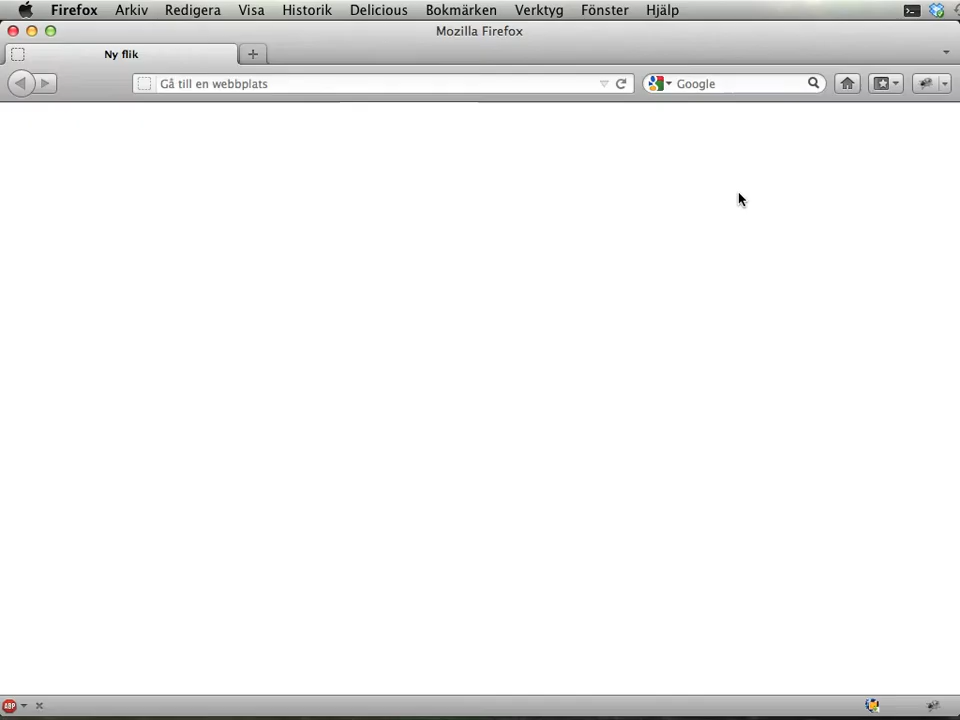 Firefox Arkiv Redigera Visa Historik Delicious Bokmärken Verktyg Fönster Hjälp
Mozilla Firefox
Ny flik
Gå till en webbplats
Google
ABP